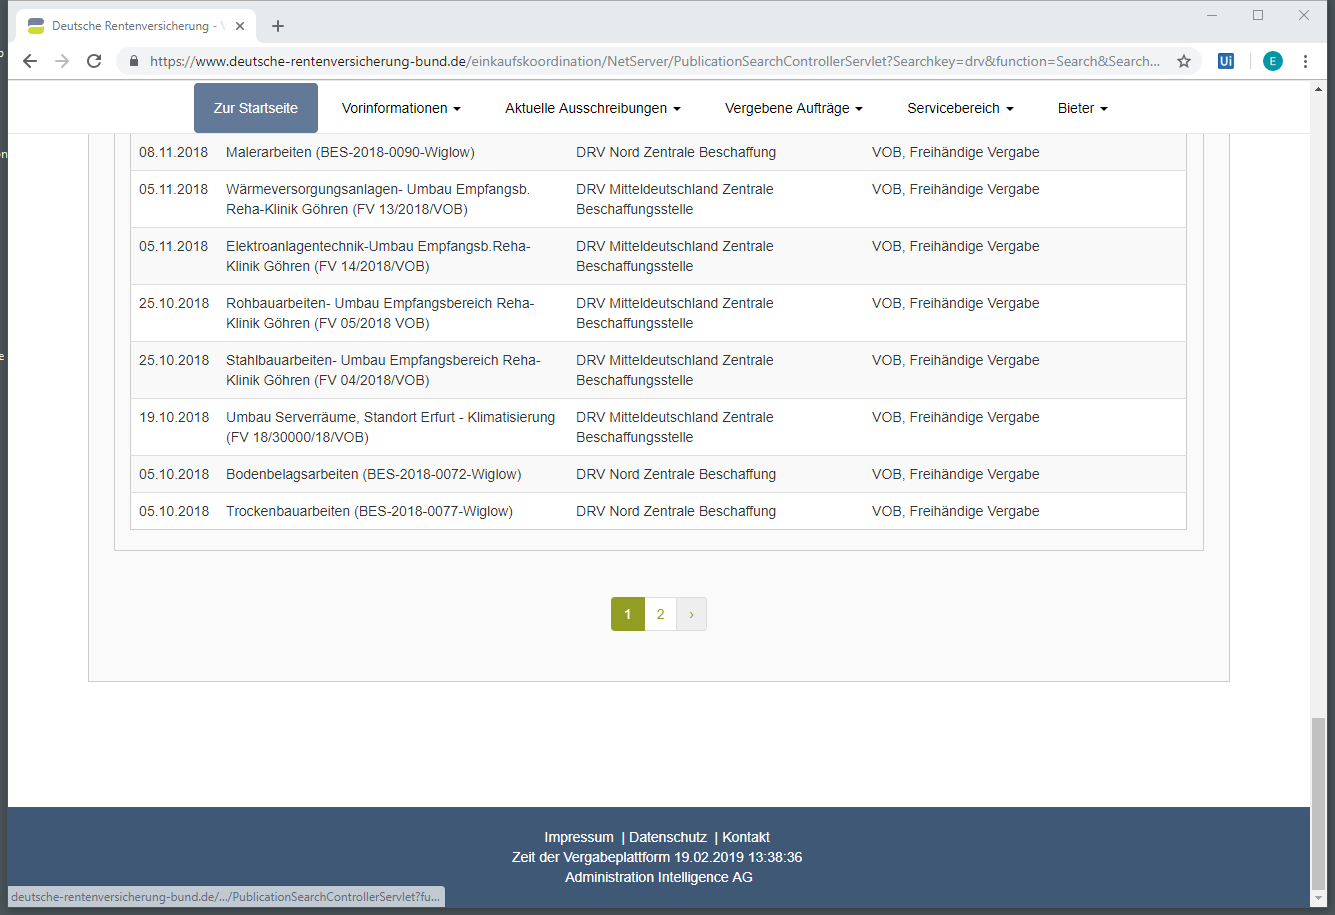 Deutsche Rentenversicherung - V
https://www.deutsche-rentenversicherung-bund.de/einkaufskoordination/NetServer/PublicationSearchControllerServlet?Searchkey=drv&function=Search&Search...
Ui
E
Zur Startseite Vorinformationen Aktuelle Ausschreibungen Vergebene Aufträge Servicebereich Bieter
08.11.2018 Malerarbeiten (BES-2018-0090-Wiglow) DRV Nord Zentrale Beschaffung VOB, Freihändige Vergabe
05.11.2018 Wärmeversorgungsanlagen- Umbau Empfangsb. DRV Mitteldeutschland Zentrale VOB, Freihändige Vergabe
Reha-Klinik Göhren (FV 13/2018/VOB) Beschaffungsstelle
05.11.2018 Elektroanlagentechnik-Umbau Empfangsb.Reha- DRV Mitteldeutschland Zentrale VOB, Freihändige Vergabe
Klinik Göhren (FV 14/2018/VOB) Beschaffungsstelle
25.10.2018 Rohbauarbeiten- Umbau Empfangsbereich Reha- DRV Mitteldeutschland Zentrale VOB, Freihändige Vergabe
Klinik Göhren (FV 05/2018 VOB) Beschaffungsstelle
25.10.2018 Stahlbauarbeiten- Umbau Empfangsbereich Reha- DRV Mitteldeutschland Zentrale VOB, Freihändige Vergabe
Klinik Göhren (FV 04/2018/VOB) Beschaffungsstelle
19.10.2018 Umbau Serverräume, Standort Erfurt - Klimatisierung DRV Mitteldeutschland Zentrale VOB, Freihändige Vergabe
(FV 18/30000/18/VOB) Beschaffungsstelle
05.10.2018 Bodenbelagsarbeiten (BES-2018-0072-Wiglow) DRV Nord Zentrale Beschaffung VOB, Freihändige Vergabe
05.10.2018 Trockenbauarbeiten (BES-2018-0077-Wiglow) DRV Nord Zentrale Beschaffung VOB, Freihändige Vergabe
1 2 ›
Impressum | Datenschutz | Kontakt
Zeit der Vergabeplattform 19.02.2019 13:38:36
Administration Intelligence AG
deutsche-rentenversicherung-bund.de/.../PublicationSearchControllerServlet?fu...